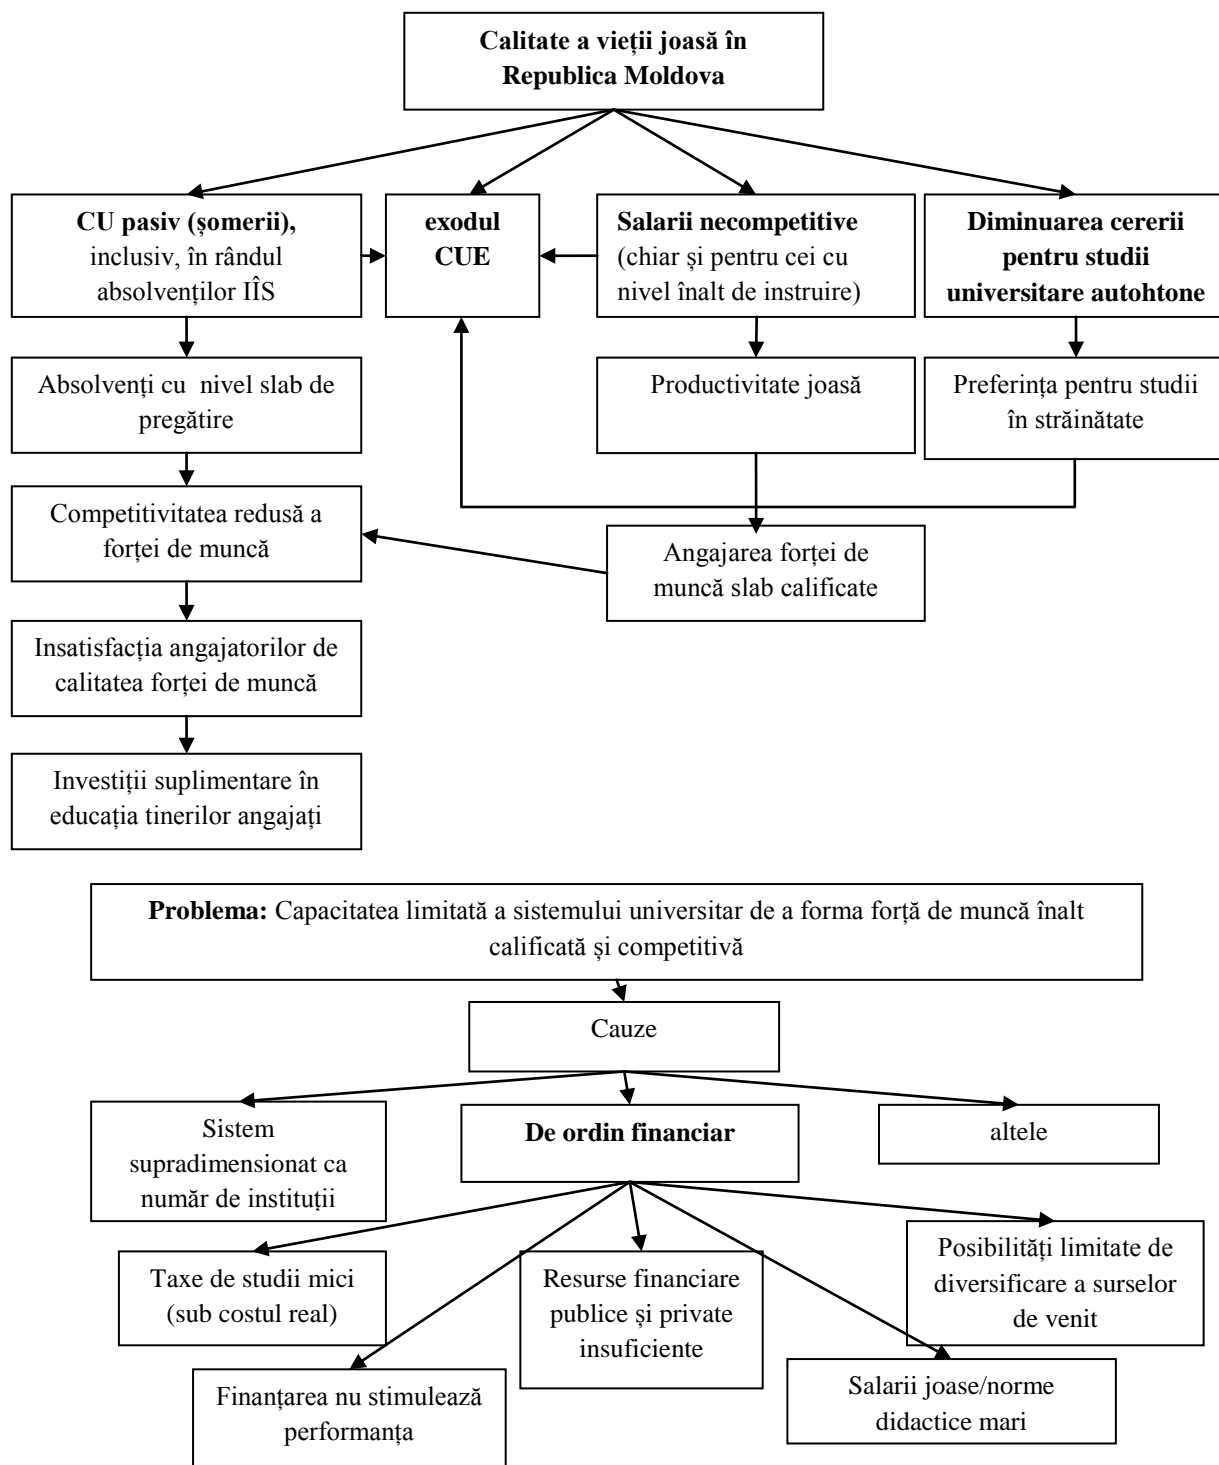 Calitate a vieții joasă în
Republica Moldova
CU pasiv (șomerii),
inclusiv, în rândul
absolvenților IÎS
exodul
CUE
Salarii necompetitive
(chiar și pentru cei cu
nivel înalt de instruire)
Diminuarea cererii
pentru studii
universitare autohtone
Absolvenți cu nivel slab de
pregătire
Productivitate joasă
Preferința pentru studii
în străinătate
Competitivitatea redusă a
forței de muncă
Angajarea forței de
muncă slab calificate
Insatisfacția angajatorilor de
calitatea forței de muncă
Investiții suplimentare în
educația tinerilor angajați
Problema: Capacitatea limitată a sistemului universitar de a forma forță de muncă înalt
calificată și competitivă
Cauze
Sistem
supradimensionat ca
număr de instituții
De ordin financiar
altele
Taxe de studii mici
(sub costul real)
Resurse financiare
publice și private
insuficiente
Posibilități limitate de
diversificare a surselor
de venit
Finanțarea nu stimulează
performanța
Salarii joase/norme
didactice mari